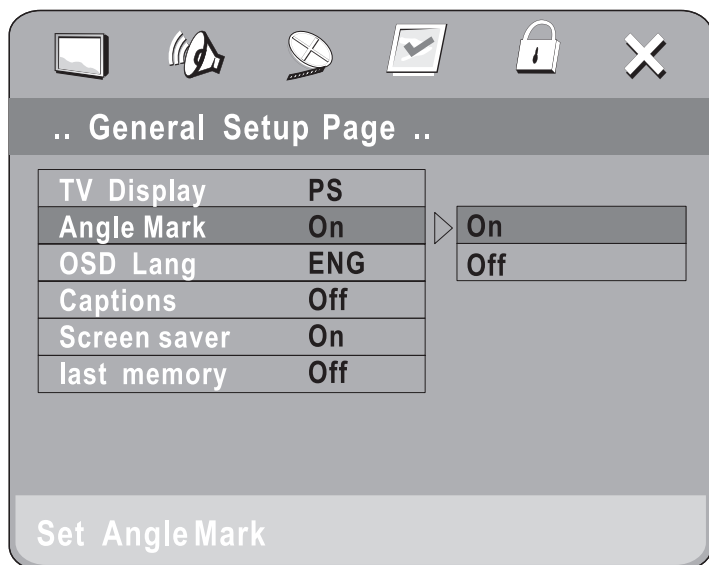 .. General Setup Page ..
TV Display PS
Angle Mark On
On
OSD Lang ENG
Off
Captions Off
Screen saver On
last memory Off
Set Angle Mark